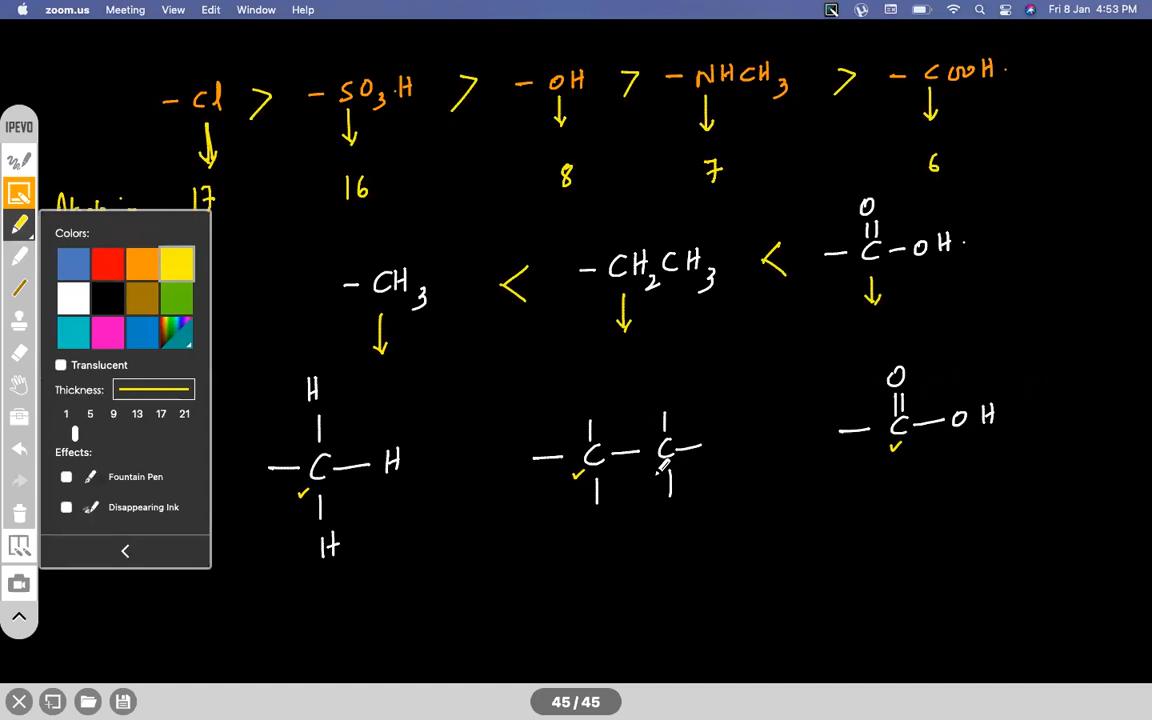 zoom.us Meeting View Edit Window Help Fri 8 Jan 4:53 PM
- Cl > - SO3.H > - OH > - NHCH3 > - COOH.
17 16 8 7 6
IPEVO
Colors:
O
- CH3 < - CH2CH3 < - C - OH.
Translucent
Thickness:
1 5 9 13 17 21
Effects:
Fountain Pen
Disappearing Ink
H O
C H C C C OH
H
45/45